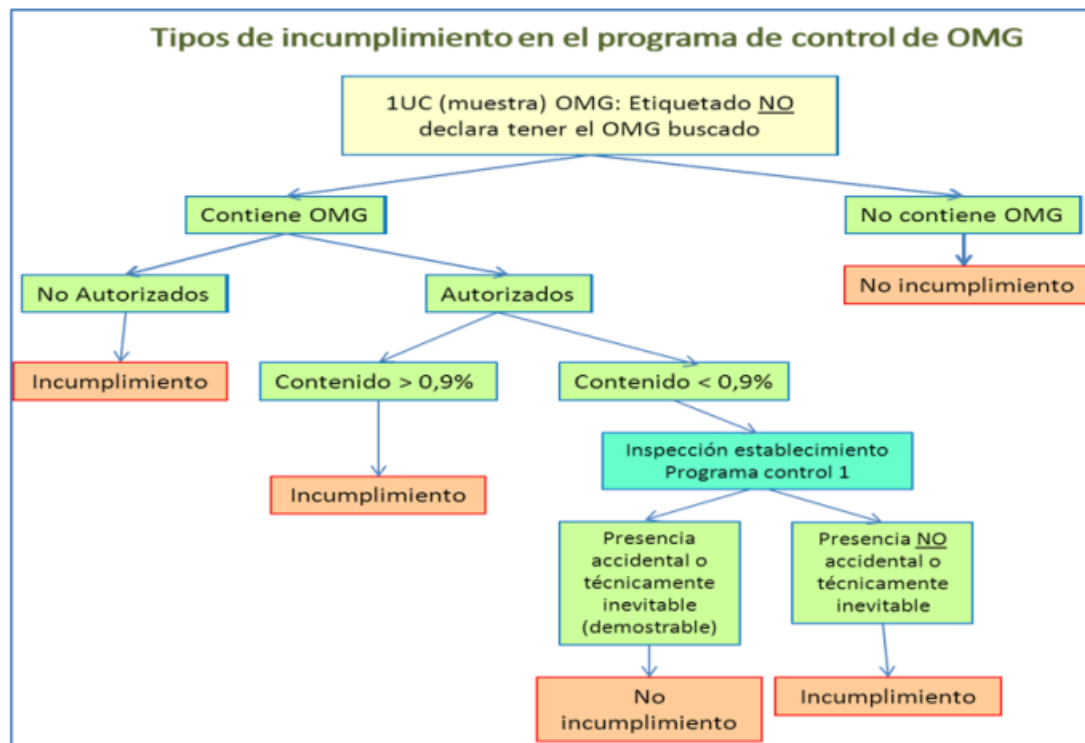 Tipos de incumplimiento en el programa de control de OMG
1UC (muestra) OMG: Etiquetado NO
declara tener el OMG buscado
Contiene OMG
No contiene OMG
No Autorizados
Autorizados
No incumplimiento
Incumplimiento
Contenido > 0,9%
Contenido < 0,9%
Inspección establecimiento
Programa control 1
Incumplimiento
Presencia
accidental o
técnicamente
inevitable
(demostrable)
Presencia NO
accidental o
técnicamente
inevitable
No
incumplimiento
Incumplimiento